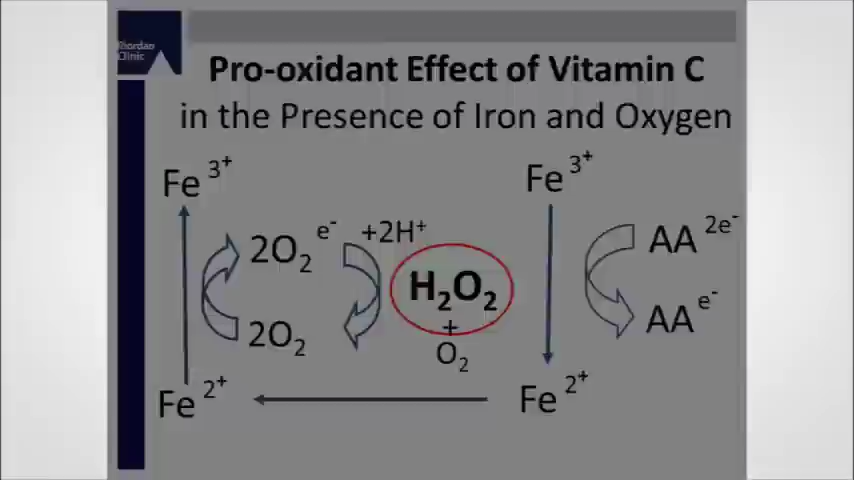 Riordan
Clinic
Pro-oxidant Effect of Vitamin C
in the Presence of Iron and Oxygen
Fe 3+
Fe 3+
2O2 e-
+2H+
AA 2e-
H2O2
+
O2
2O2
AA e-
Fe 2+
Fe 2+